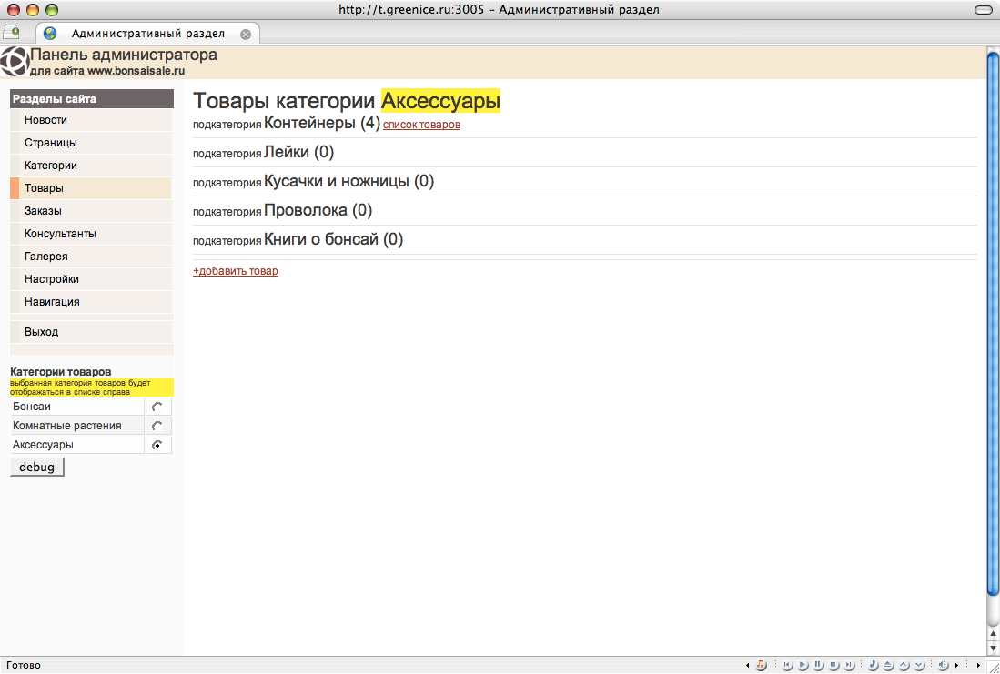 http://t.greenice.ru:3005 – Административный раздел
Административный раздел
Панель администратора
для сайта www.bonsaisale.ru
Разделы сайта
Новости
Страницы
Категории
Товары
Заказы
Консультанты
Галерея
Настройки
Навигация
Выход
Категории товаров
выбранная категория товаров будет
отображаться в списке справа
Бонсаи
Комнатные растения
Аксессуары
debug
Товары категории Аксессуары
подкатегория Контейнеры (4) список товаров
подкатегория Лейки (0)
подкатегория Кусачки и ножницы (0)
подкатегория Проволока (0)
подкатегория Книги о бонсай (0)
+добавить товар
Готово